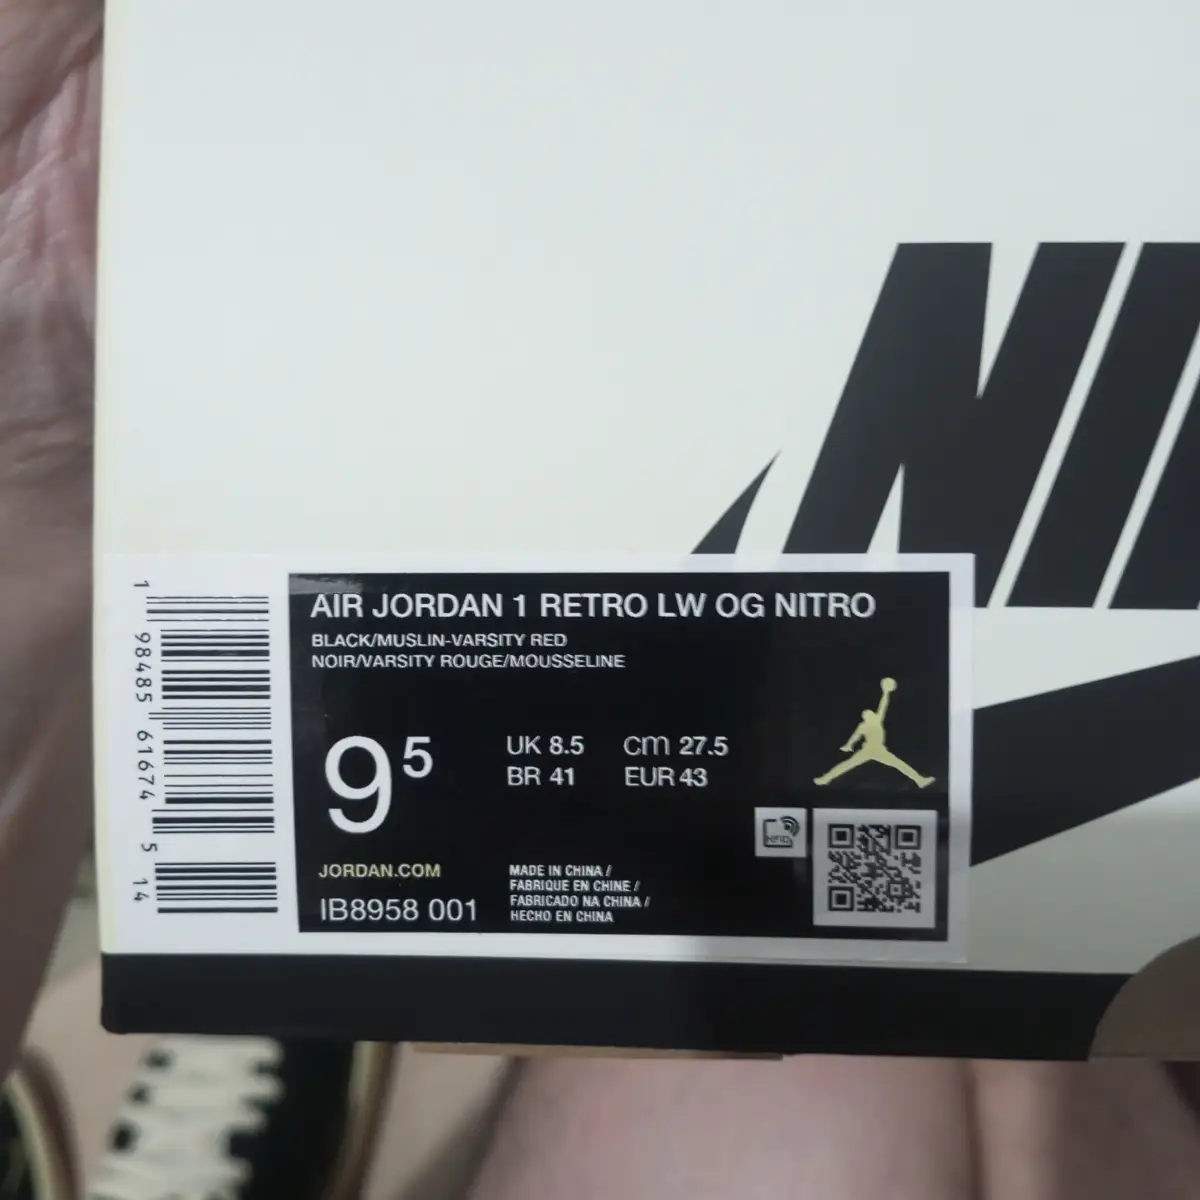 NI
AIR JORDAN 1 RETRO LW OG NITRO
BLACK/MUSLIN-VARSITY RED
NOIR/VARSITY ROUGE/MOUSSELINE
9⁵
UK 8.5 cm 27.5
BR 41 EUR 43
JORDAN.COM
IB8958 001
MADE IN CHINA /
FABRIQUE EN CHINE /
FABRICADO NA CHINA /
HECHO EN CHINA
RFID
1 98485 61674 5 14